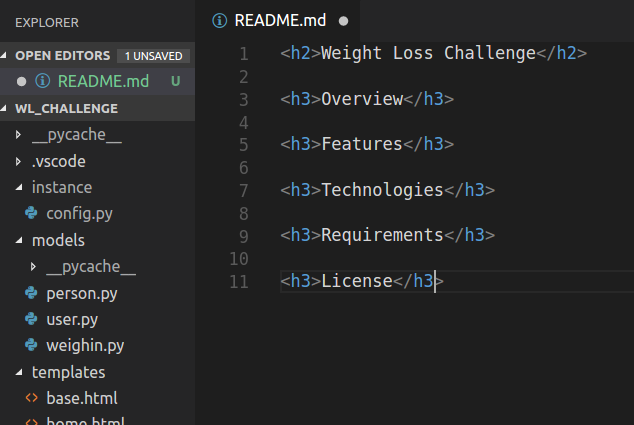 EXPLORER
OPEN EDITORS 1 UNSAVED
README.md U
WL_CHALLENGE
__pycache__
.vscode
instance
config.py
models
__pycache__
person.py
user.py
weighin.py
templates
base.html
home.html
README.md
1 <h2>Weight Loss Challenge</h2>
2
3 <h3>Overview</h3>
4
5 <h3>Features</h3>
6
7 <h3>Technologies</h3>
8
9 <h3>Requirements</h3>
10
11 <h3>License</h3>